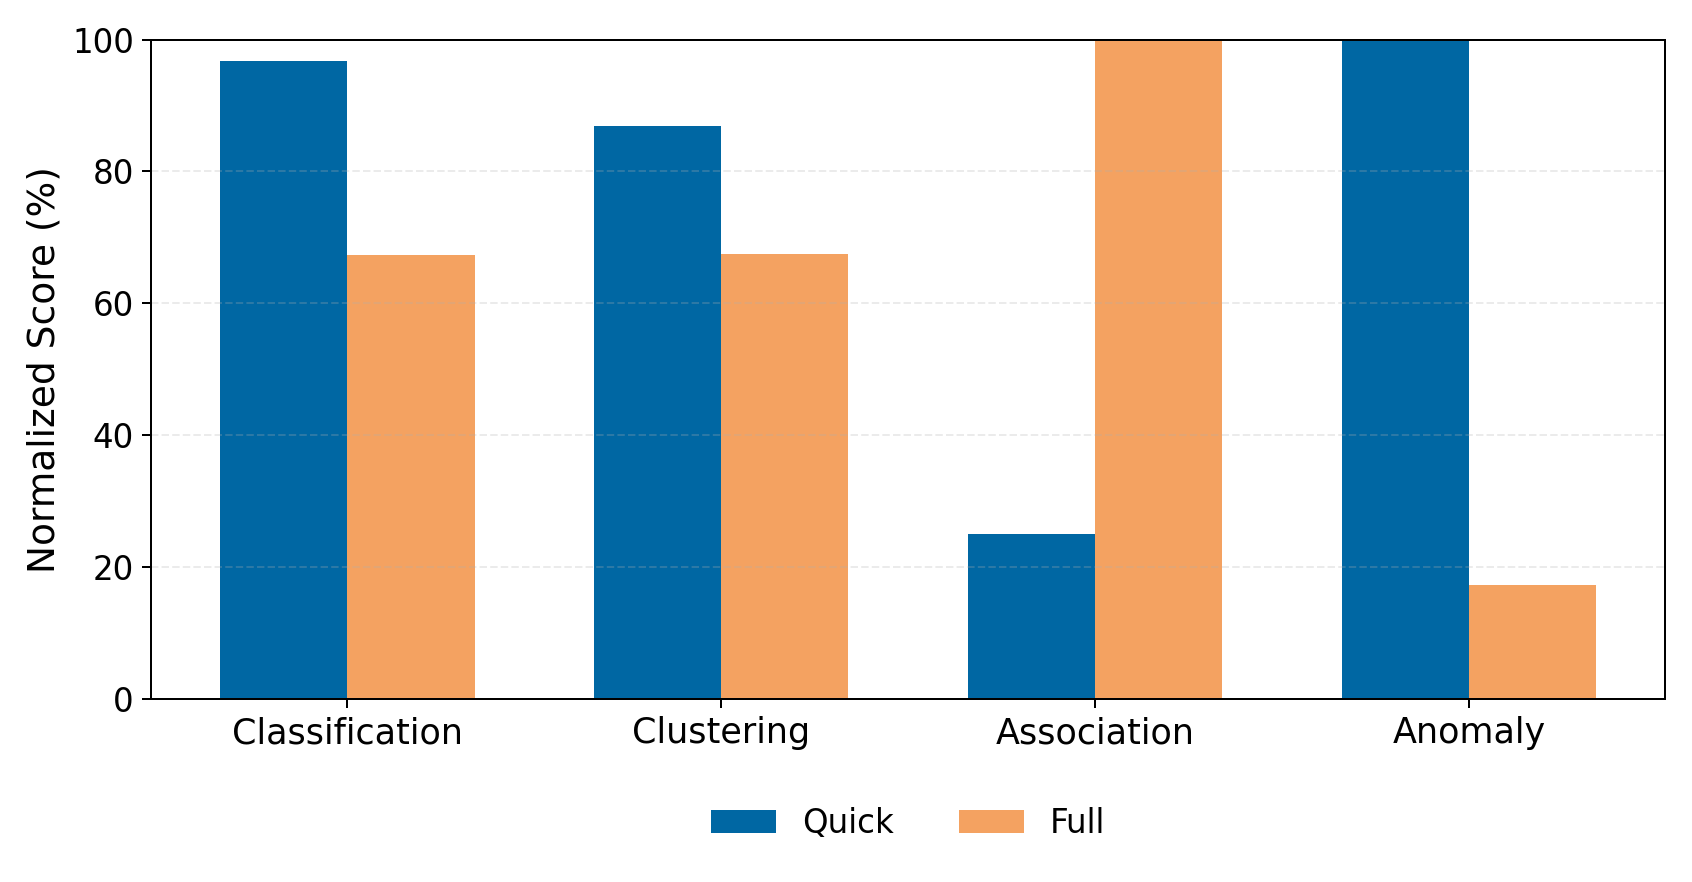 Normalized Score (%)
100
80
60
40
20
0
Classification Clustering Association Anomaly
Quick Full